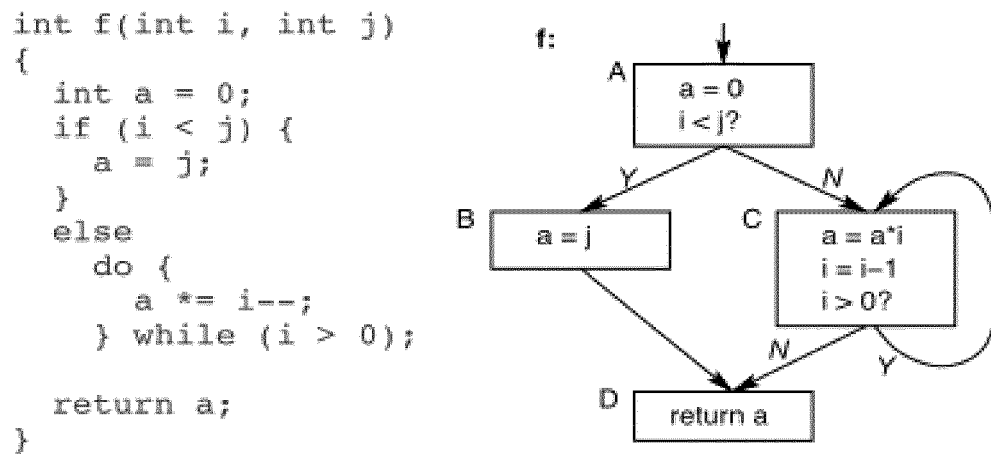 int f(int i, int j)
{
  int a = 0;
  if (i < j) {
    a = j;
  }
  else
    do {
      a *= i--;
    } while (i > 0);

  return a;
}
f:
A
a = 0
i < j?
Y
N
B
a = j
C
a = a*i
i = i-1
i > 0?
N
Y
D
return a